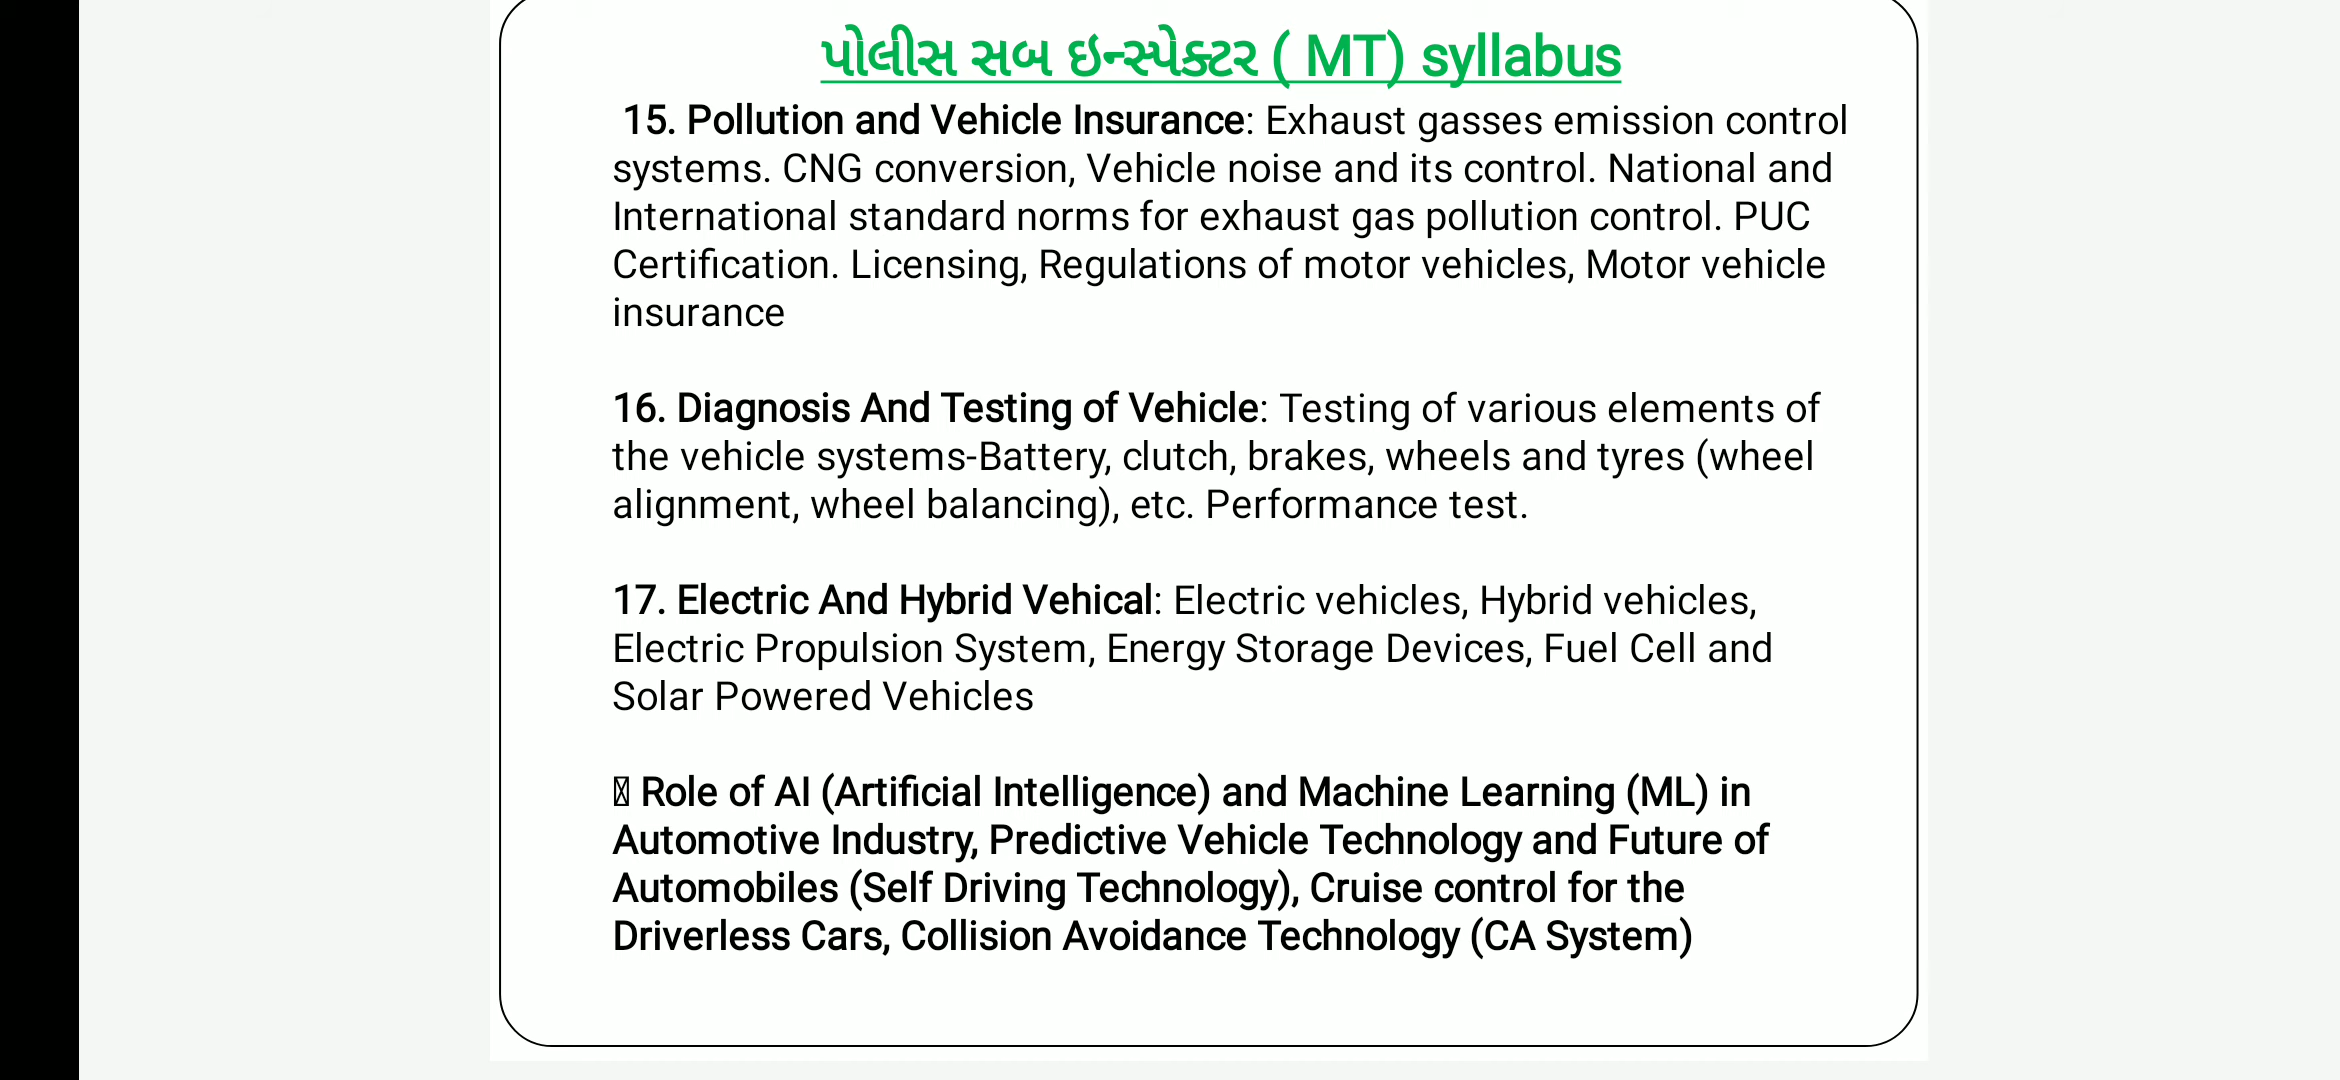 પોલીસ સબ ઇન્સ્પેક્ટર ( MT) syllabus
15. Pollution and Vehicle Insurance: Exhaust gasses emission control
systems. CNG conversion, Vehicle noise and its control. National and
International standard norms for exhaust gas pollution control. PUC
Certification. Licensing, Regulations of motor vehicles, Motor vehicle
insurance
16. Diagnosis And Testing of Vehicle: Testing of various elements of
the vehicle systems-Battery, clutch, brakes, wheels and tyres (wheel
alignment, wheel balancing), etc. Performance test.
17. Electric And Hybrid Vehical: Electric vehicles, Hybrid vehicles,
Electric Propulsion System, Energy Storage Devices, Fuel Cell and
Solar Powered Vehicles
Role of AI (Artificial Intelligence) and Machine Learning (ML) in
Automotive Industry, Predictive Vehicle Technology and Future of
Automobiles (Self Driving Technology), Cruise control for the
Driverless Cars, Collision Avoidance Technology (CA System)